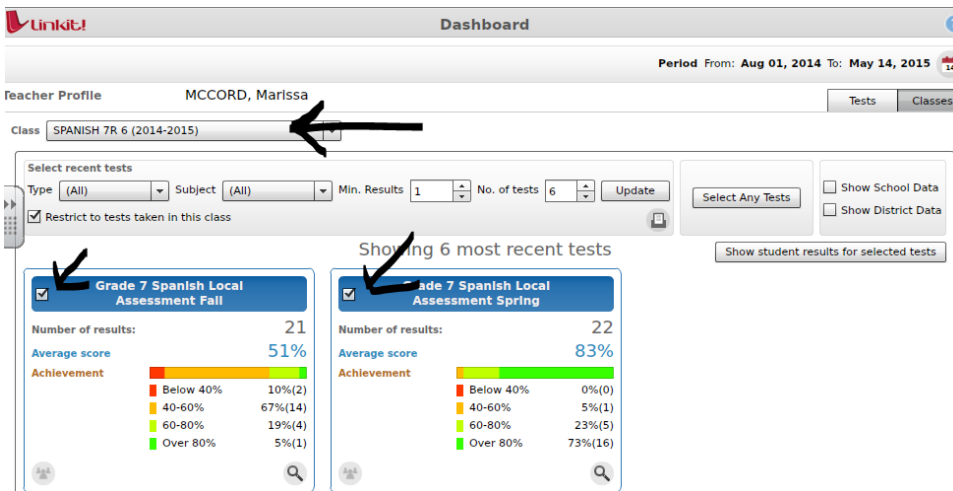 Linkit!
Dashboard
Period From: Aug 01, 2014 To: May 14, 2015
14
Teacher Profile MCCORD, Marissa
Tests Classes
Class SPANISH 7R 6 (2014-2015)
Select recent tests
Type (All) Subject (All) Min. Results 1 No. of tests 6 Update
Select Any Tests
Show School Data
Show District Data
Restrict to tests taken in this class
Showing 6 most recent tests
Show student results for selected tests
Grade 7 Spanish Local
Assessment Fall
Number of results: 21
Average score 51%
Achievement
Below 40% 10%(2)
40-60% 67%(14)
60-80% 19%(4)
Over 80% 5%(1)
ade 7 Spanish Local
Assessment Spring
Number of results: 22
Average score 83%
Achievement
Below 40% 0%(0)
40-60% 5%(1)
60-80% 23%(5)
Over 80% 73%(16)